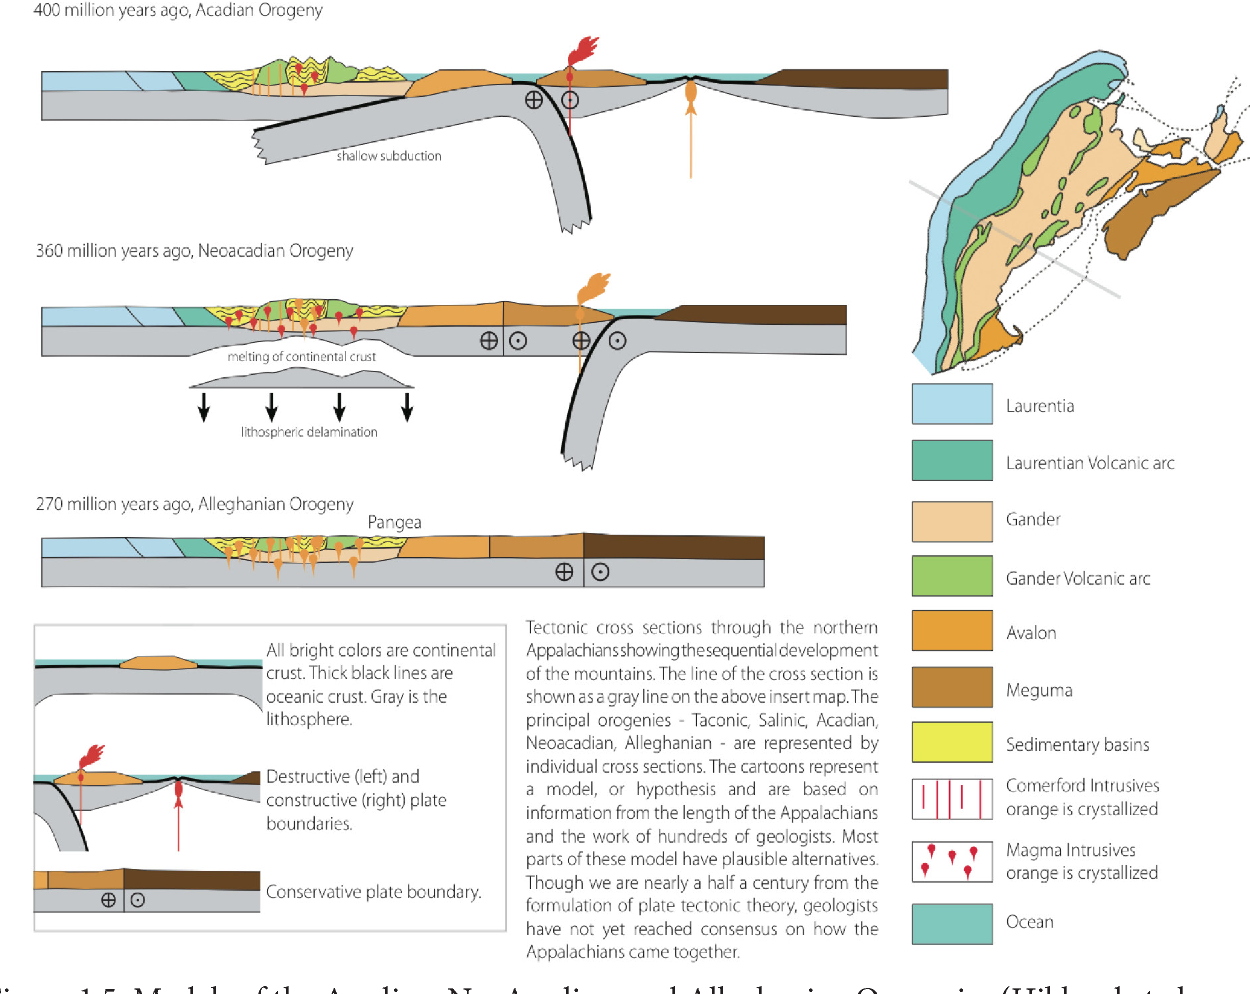 400 million years ago, Acadian Orogeny
shallow subduction
360 million years ago, Neoacadian Orogeny
melting of continental crust
lithospheric delamination
270 million years ago, Alleghanian Orogeny
Pangea
All bright colors are continental
crust. Thick black lines are
oceanic crust. Gray is the
lithosphere.
Destructive (left) and
constructive (right) plate
boundaries.
Conservative plate boundary.
Tectonic cross sections through the northern
Appalachians showing the sequential development
of the mountains. The line of the cross section is
shown as a gray line on the above insert map. The
principal orogenies - Taconic, Salinic, Acadian,
Neoacadian, Alleghanian - are represented by
individual cross sections. The cartoons represent
a model, or hypothesis and are based on
information from the length of the Appalachians
and the work of hundreds of geologists. Most
parts of these model have plausible alternatives.
Though we are nearly a half a century from the
formulation of plate tectonic theory, geologists
have not yet reached consensus on how the
Appalachians came together.
Laurentia
Laurentian Volcanic arc
Gander
Gander Volcanic arc
Avalon
Meguma
Sedimentary basins
Comerford Intrusives
orange is crystallized
Magma Intrusives
orange is crystallized
Ocean